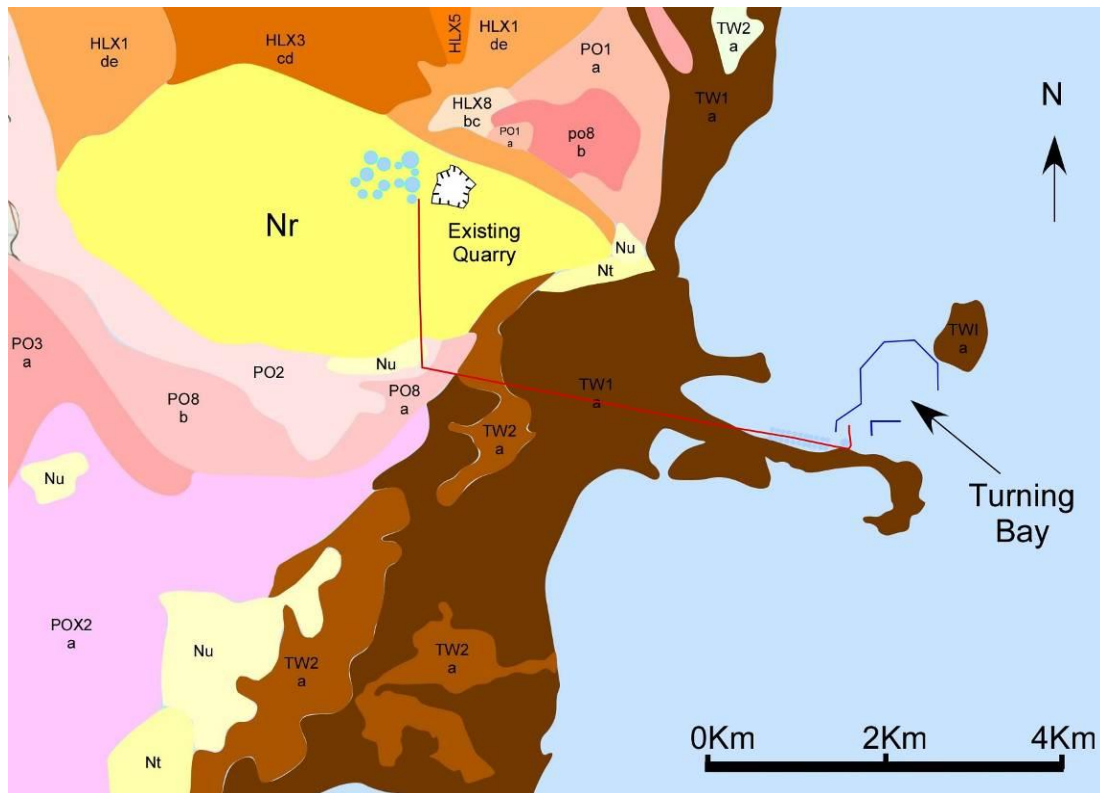 HLX1
de
HLX3
cd
HLX5
HLX1
de
TW2
a
PO1
a
TW1
a
N
HLX8
bc
PO1
a
po8
b
Nr
Existing
Quarry
Nu
Nt
PO3
a
PO2
Nu
PO8
b
PO8
a
TW1
a
TWI
a
TW2
a
Nu
Turning
Bay
POX2
a
Nu
TW2
a
TW2
a
Nt
0Km
2Km
4Km